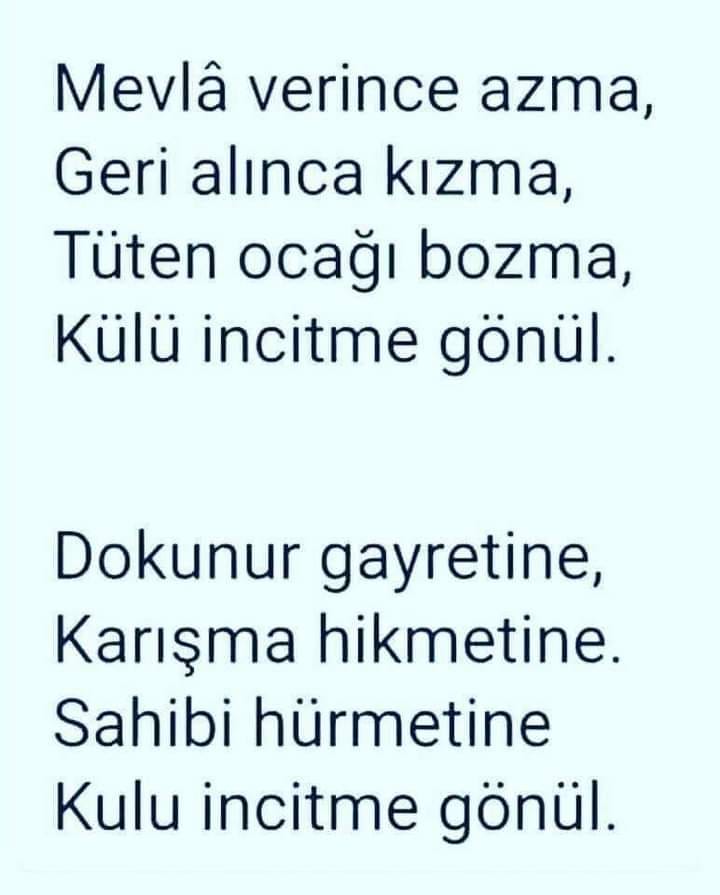 Mevlâ verince azma,
Geri alınca kızma,
Tüten ocağı bozma,
Külü incitme gönül.
Dokunur gayretine,
Karışma hikmetine.
Sahibi hürmetine
Kulu incitme gönül.